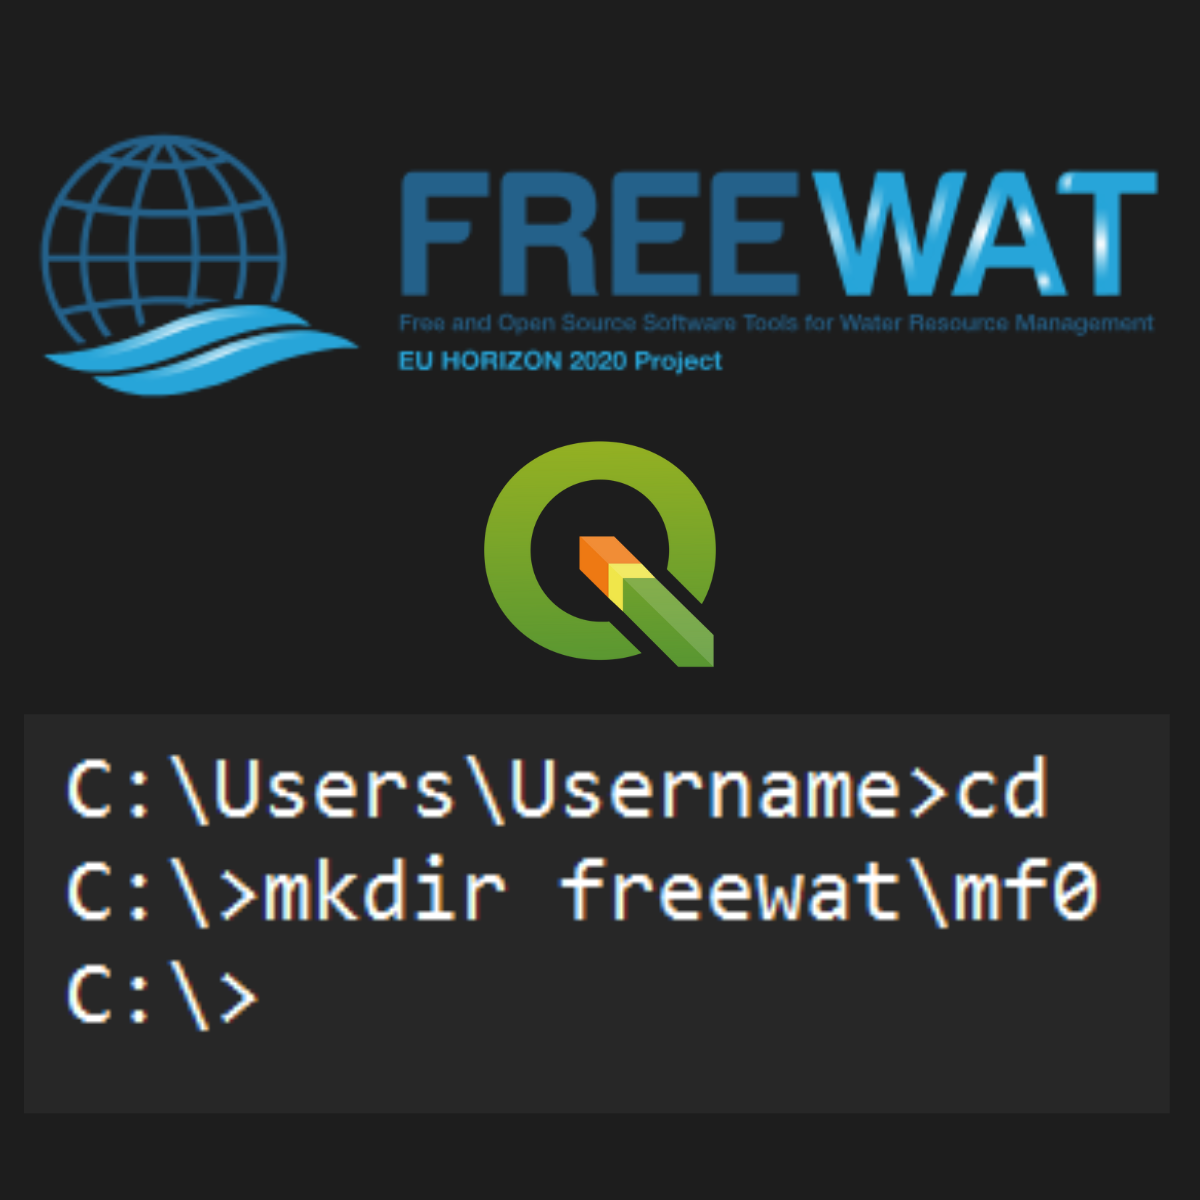 FREEWAT
Free and Open Source Software Tools for Water Resource Management
EU HORIZON 2020 Project
C:\Users\Username>cd
C:\>mkdir freewat\mf0
C:\>